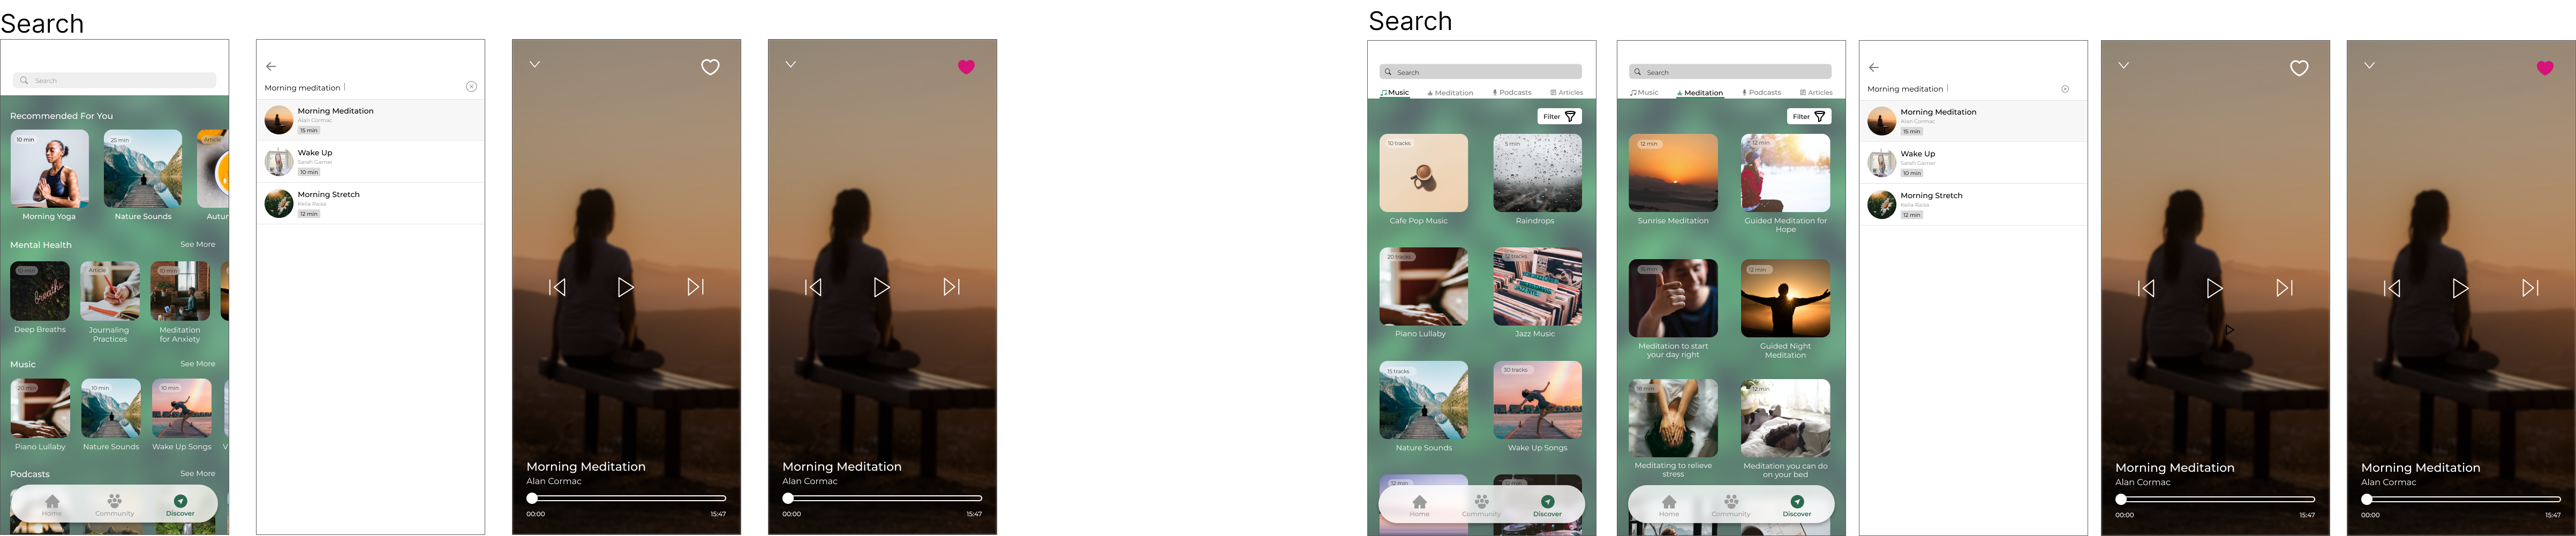 Search
Search
Recommended For You
10 min
25 min
Article
Morning Yoga
Nature Sounds
Autur
Mental Health
See More
10 min
Article
10 min
breathe
Deep Breaths
Journaling
Practices
Meditation
for Anxiety
Music
See More
20 min
10 min
10 min
Piano Lullaby
Nature Sounds
Wake Up Songs
V
Podcasts
See More
Home
Community
Discover
Morning meditation
Morning Meditation
Alan Cormac
15 min
Wake Up
Sarah Garner
10 min
Morning Stretch
Keila Raisa
12 min
Morning Meditation
Alan Cormac
00:00
15:47
Morning Meditation
Alan Cormac
00:00
15:47
Search
Search
Music
Meditation
Podcasts
Articles
Filter
10 tracks
5 min
Cafe Pop Music
Raindrops
20 tracks
12 tracks
Piano Lullaby
Jazz Music
15 tracks
30 tracks
Nature Sounds
Wake Up Songs
12 min
12 min
Home
Community
Discover
Search
Music
Meditation
Podcasts
Articles
Filter
12 min
12 min
Sunrise Meditation
Guided Meditation for
Hope
15 min
12 min
Meditation to start
your day right
Guided Night
Meditation
18 min
12 min
Meditating to relieve
stress
Meditation you can do
on your bed
Home
Community
Discover
Morning meditation
Morning Meditation
Alan Cormac
15 min
Wake Up
Sarah Garner
10 min
Morning Stretch
Keila Raisa
12 min
Morning Meditation
Alan Cormac
00:00
15:47
Morning Meditation
Alan Cormac
00:00
15:47